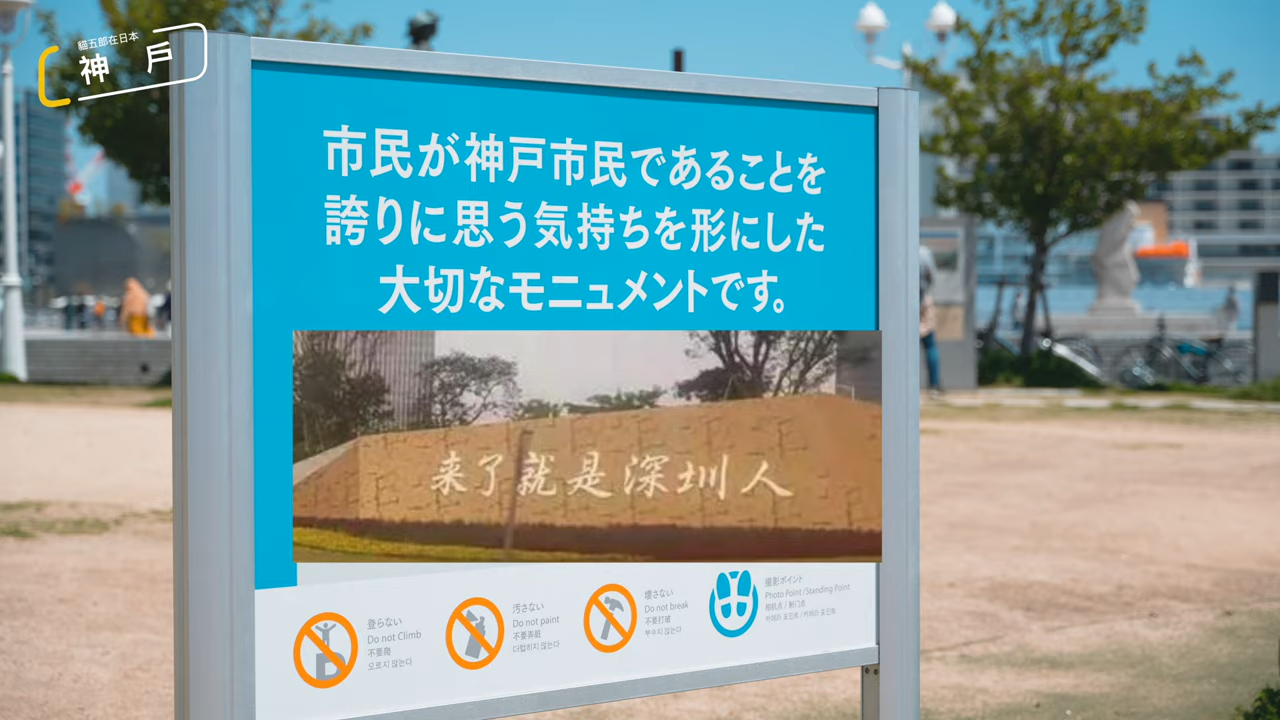 貓五郎在日本
神戶
市民が神戸市民であることを
誇りに思う気持ちを形にした
大切なモニュメントです。
来了就是深圳人
登らない
Do not Climb
不要爬
오르지 않는다
汚さない
Do not paint
不要弄脏
더럽히지 않는다
壊さない
Do not break
不要打破
부수지 않는다
撮影ポイント
Photo Point / Standing Point